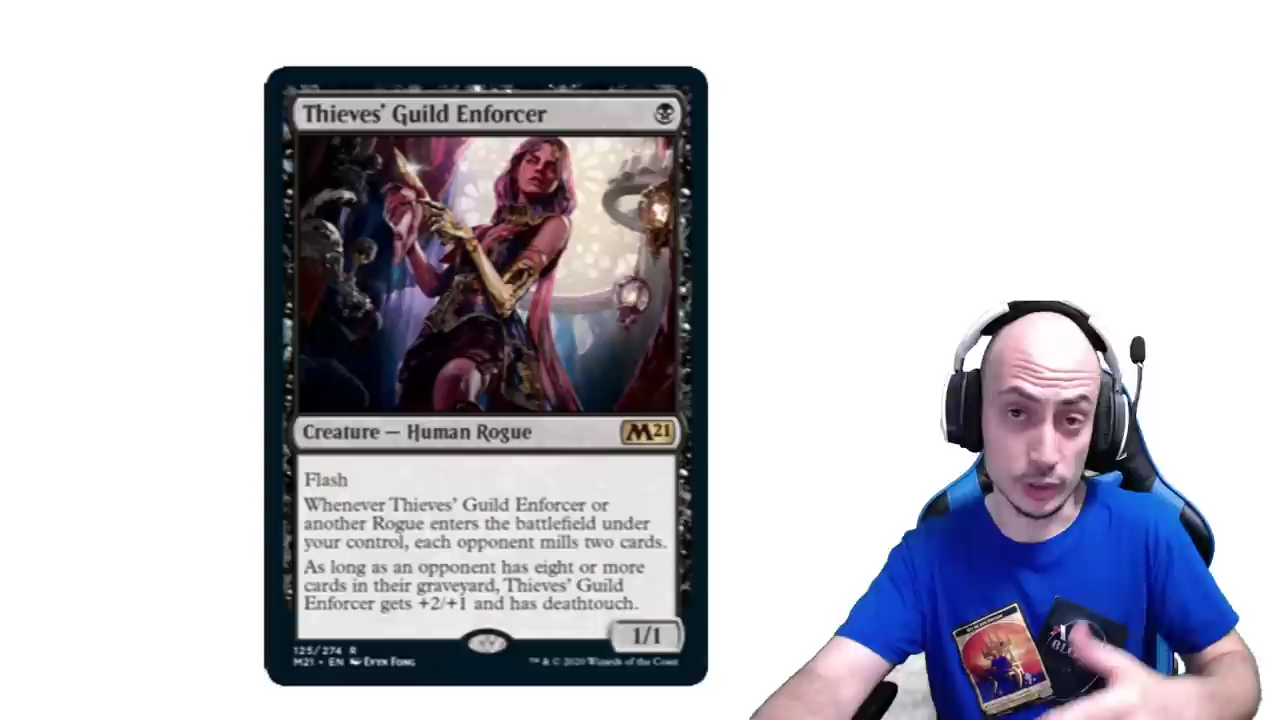 Thieves' Guild Enforcer
Creature — Human Rogue
M21
Flash
Whenever Thieves' Guild Enforcer or
another Rogue enters the battlefield under
your control, each opponent mills two cards.
As long as an opponent has eight or more
cards in their graveyard, Thieves' Guild
Enforcer gets +2/+1 and has deathtouch.
1/1
125/274 R
M21 • EN Even Fong
™ & © 2020 Wizards of the Coast